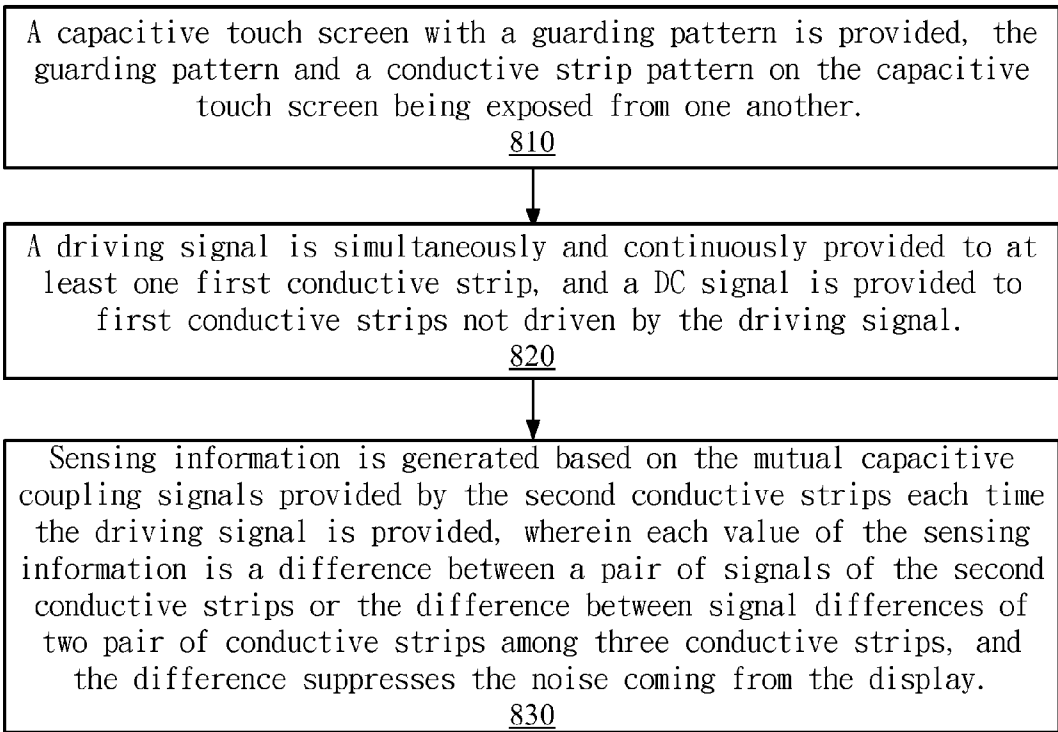 A capacitive touch screen with a guarding pattern is provided, the
guarding pattern and a conductive strip pattern on the capacitive
touch screen being exposed from one another.
810
A driving signal is simultaneously and continuously provided to at
least one first conductive strip, and a DC signal is provided to
first conductive strips not driven by the driving signal.
820
Sensing information is generated based on the mutual capacitive
coupling signals provided by the second conductive strips each time
the driving signal is provided, wherein each value of the sensing
information is a difference between a pair of signals of the second
conductive strips or the difference between signal differences of
two pair of conductive strips among three conductive strips, and
the difference suppresses the noise coming from the display.
830